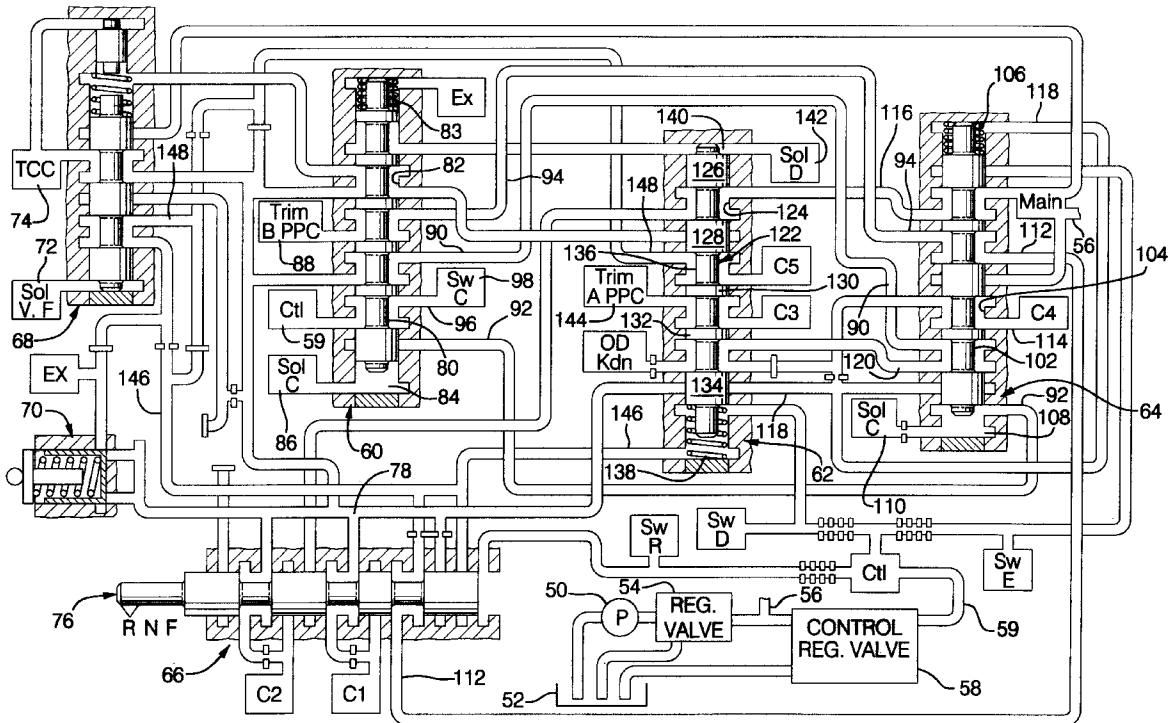 106
118
Ex
83
140
142
116
Sol
D
82
126
TCC
148
94
124
94
Main
74
Trim
B PPC
148
128
122
112
56
72
88
90
136
C5
104
Sol
V. F
Sw
C
98
Trim
A PPC
130
C3
90
C4
68
Ctl
96
92
144
132
114
59
80
OD
Kdn
120
102
EX
Sol
C
134
92
146
84
Sol
C
64
70
86
60
146
118
108
78
138
62
110
Sw
R
Sw
D
Ctl
Sw
E
76
50
54
56
R N F
P
REG.
VALVE
CONTROL
REG. VALVE
59
66
C2
C1
112
52
58